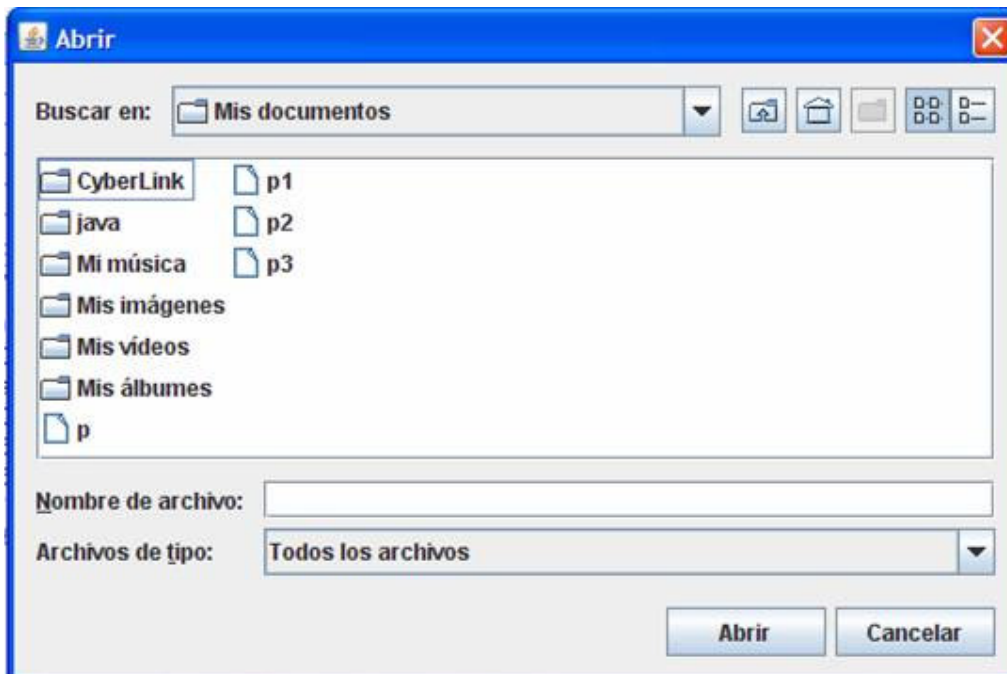 Abrir
Buscar en: Mis documentos
CyberLink p1
java p2
Mi música p3
Mis imágenes
Mis vídeos
Mis álbumes
p
Nombre de archivo:
Archivos de tipo: Todos los archivos
Abrir Cancelar